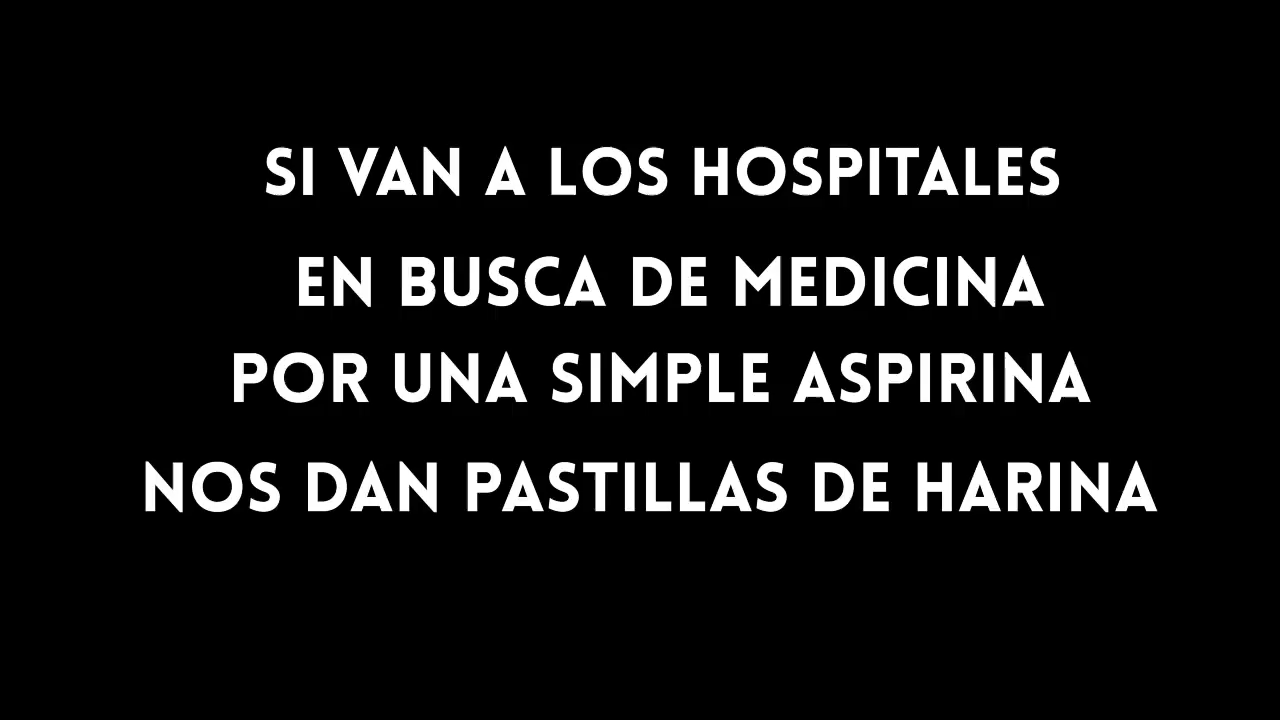 SI VAN A LOS HOSPITALES
EN BUSCA DE MEDICINA
POR UNA SIMPLE ASPIRINA
NOS DAN PASTILLAS DE HARINA